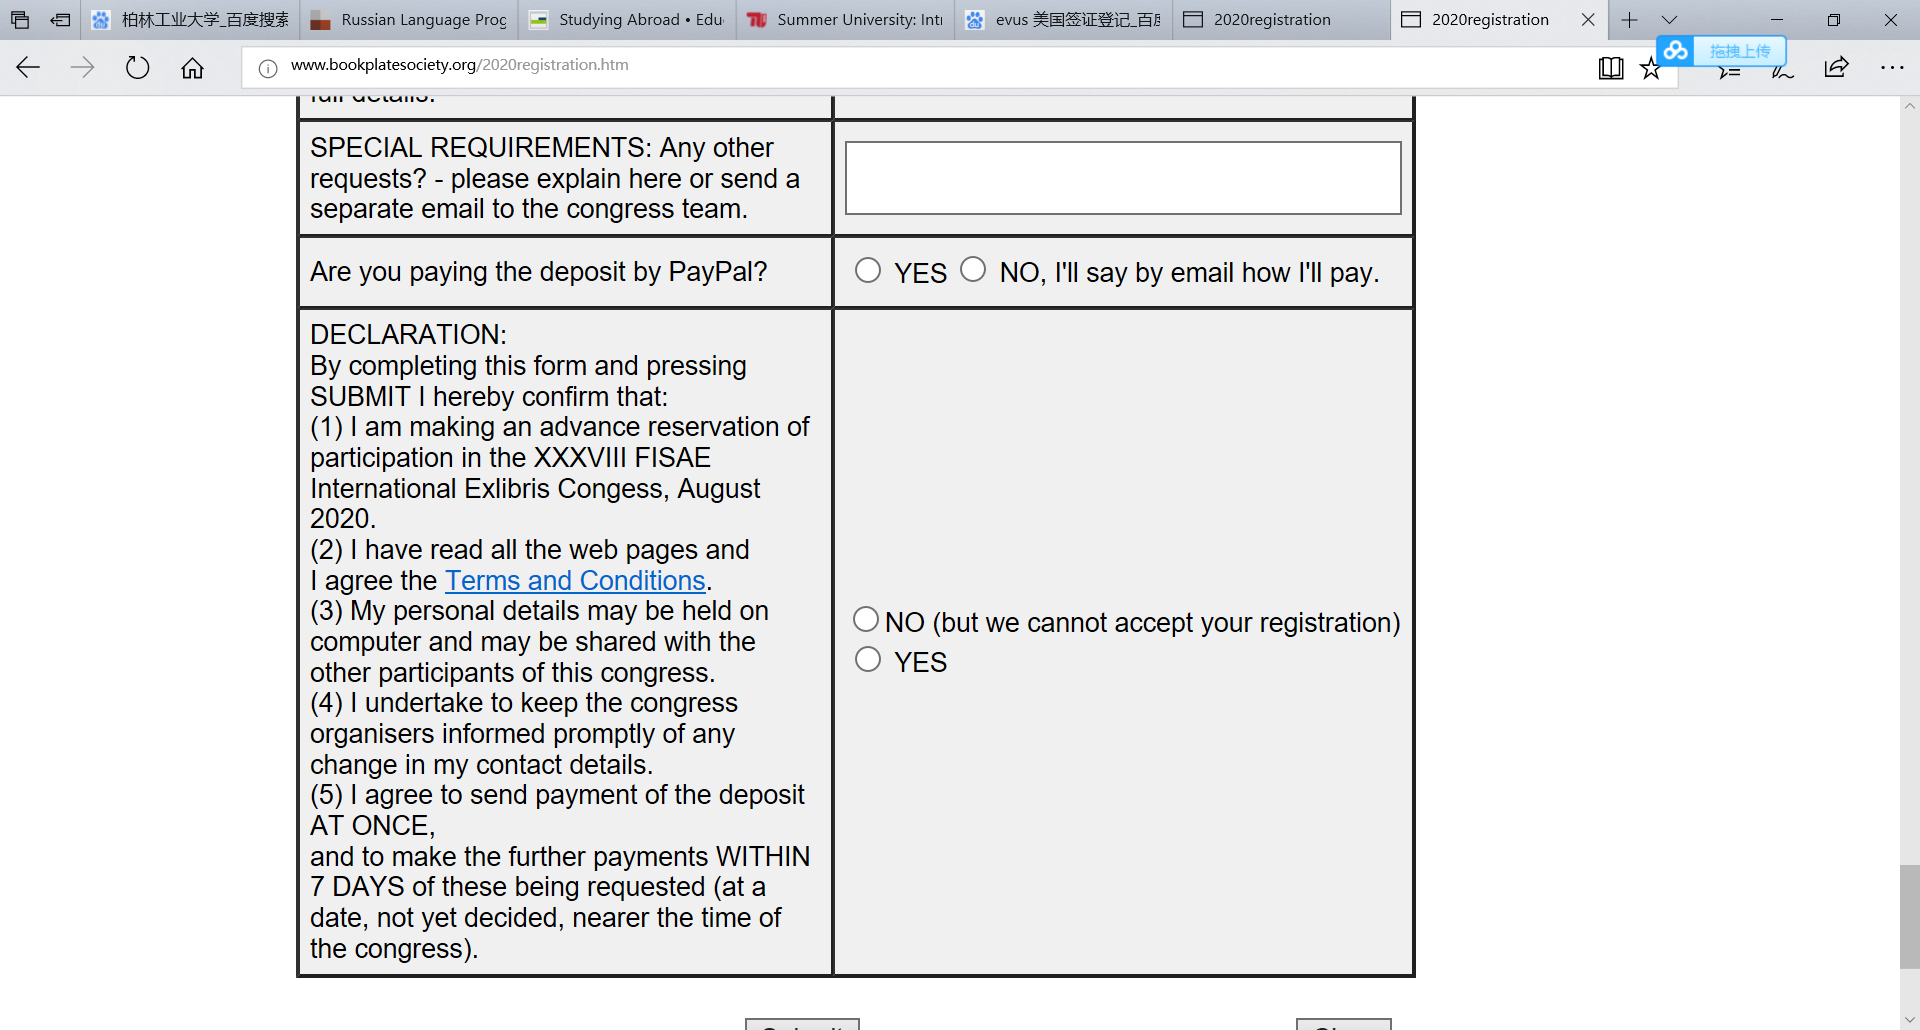 柏林工业大学_百度搜索
Russian Language Prog
Studying Abroad • Edu
Summer University: Intr
evus 美国签证登记_百度
2020registration
2020registration
www.bookplatesociety.org/2020registration.htm
拖拽上传
full details.
SPECIAL REQUIREMENTS: Any other
requests? - please explain here or send a
separate email to the congress team.
Are you paying the deposit by PayPal?
YES NO, I'll say by email how I'll pay.
DECLARATION:
By completing this form and pressing
SUBMIT I hereby confirm that:
(1) I am making an advance reservation of
participation in the XXXVIII FISAE
International Exlibris Congess, August
2020.
(2) I have read all the web pages and
I agree the Terms and Conditions.
(3) My personal details may be held on
computer and may be shared with the
other participants of this congress.
(4) I undertake to keep the congress
organisers informed promptly of any
change in my contact details.
(5) I agree to send payment of the deposit
AT ONCE,
and to make the further payments WITHIN
7 DAYS of these being requested (at a
date, not yet decided, nearer the time of
the congress).
NO (but we cannot accept your registration)
YES